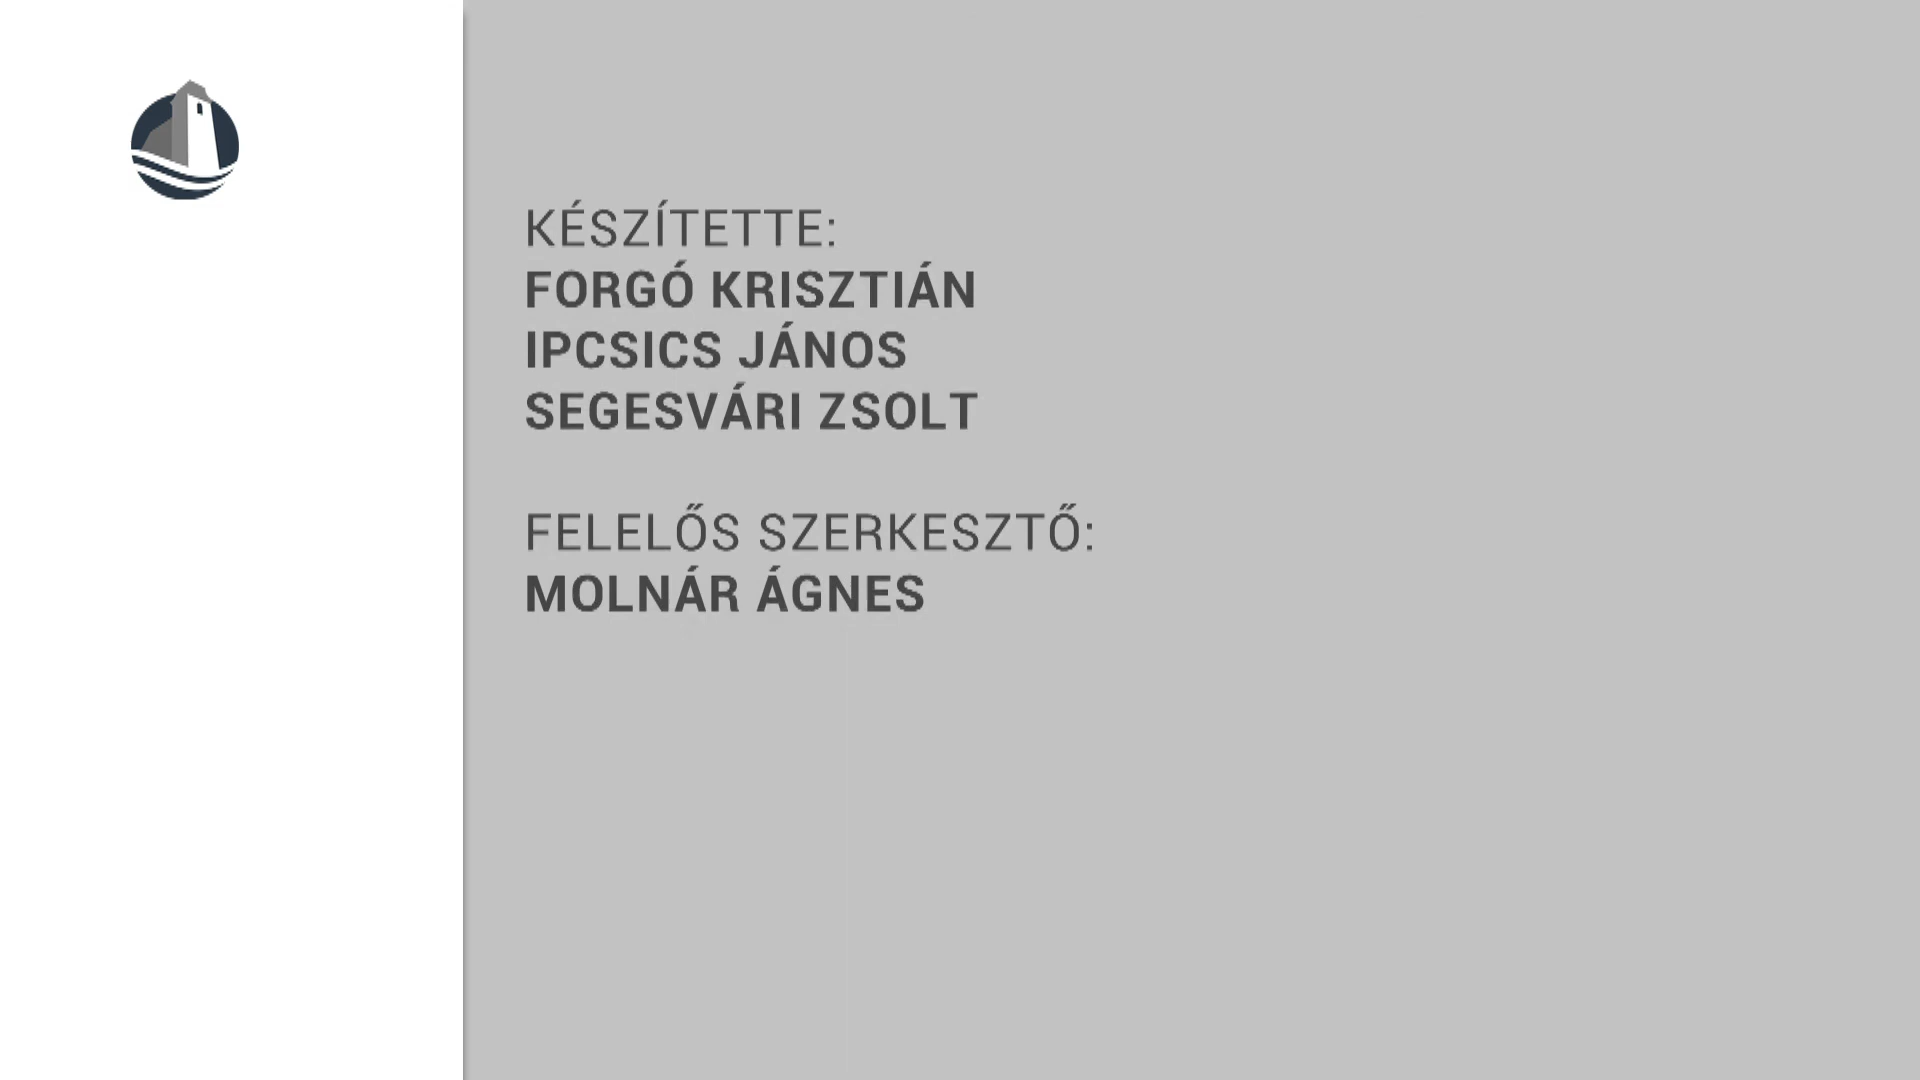 KÉSZÍTETTE:
FORGÓ KRISZTIÁN
IPCSICS JÁNOS
SEGESVÁRI ZSOLT
FELELŐS SZERKESZTŐ:
MOLNÁR ÁGNES